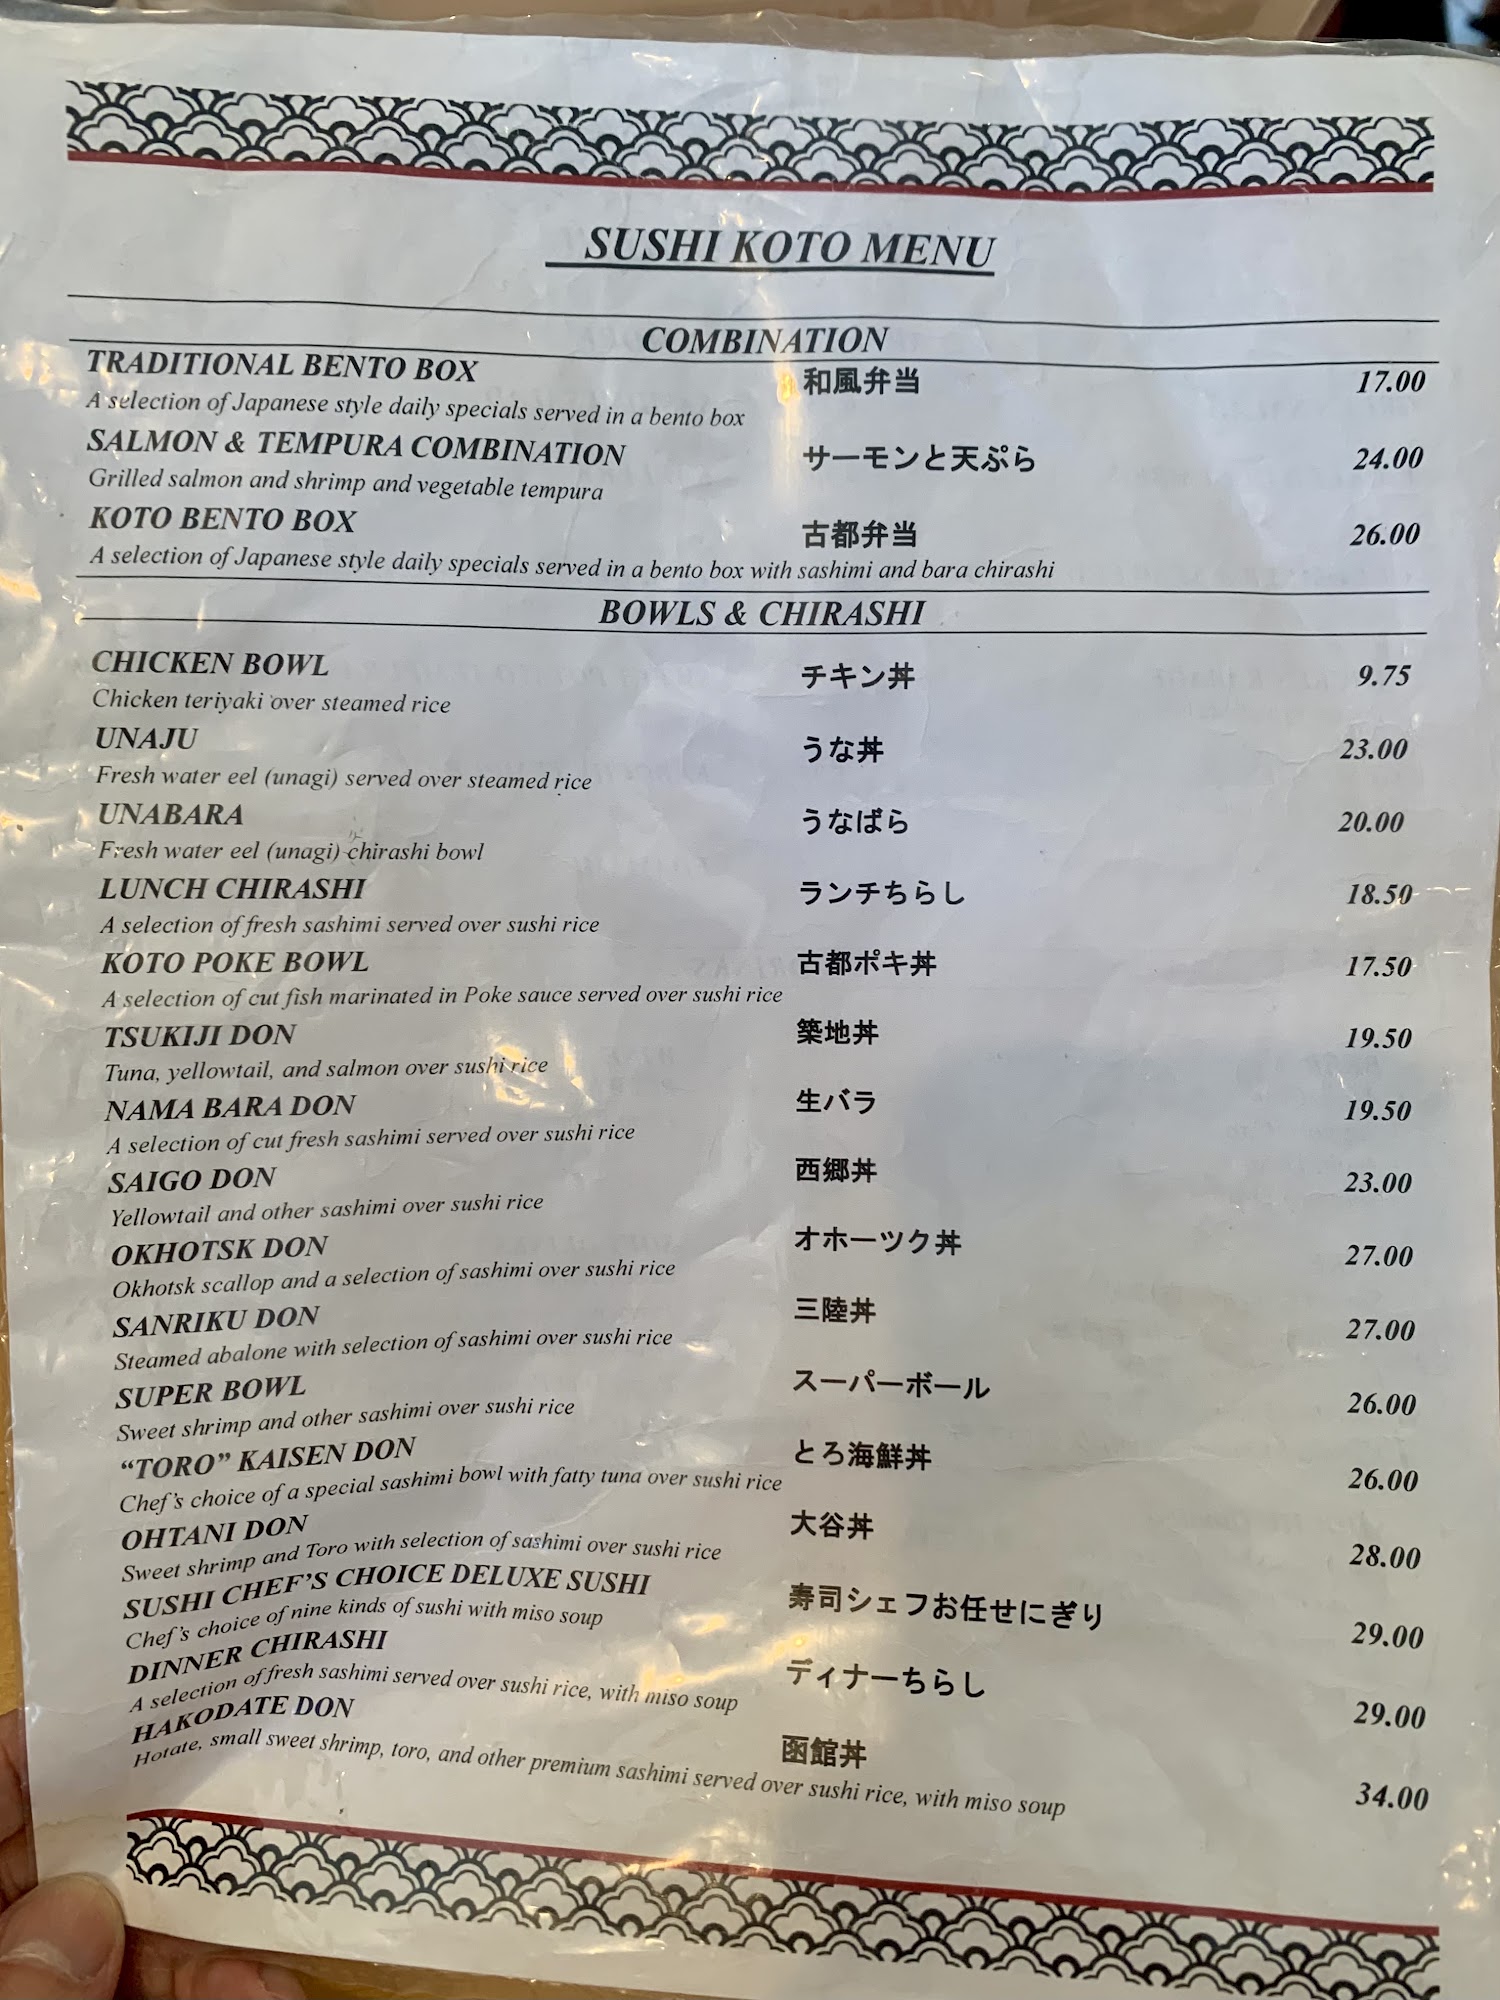 SUSHI KOTO MENU
COMBINATION
TRADITIONAL BENTO BOX 和風弁当 17.00
A selection of Japanese style daily specials served in a bento box
SALMON & TEMPURA COMBINATION サーモンと天ぷら 24.00
Grilled salmon and shrimp and vegetable tempura
KOTO BENTO BOX 古都弁当 26.00
A selection of Japanese style daily specials served in a bento box with sashimi and bara chirashi
BOWLS & CHIRASHI
CHICKEN BOWL チキン丼 9.75
Chicken teriyaki over steamed rice
UNAJU うな丼 23.00
Fresh water eel (unagi) served over steamed rice
UNABARA うなばら 20.00
Fresh water eel (unagi) chirashi bowl
LUNCH CHIRASHI ランチちらし 18.50
A selection of fresh sashimi served over sushi rice
KOTO POKE BOWL 古都ポキ丼 17.50
A selection of cut fish marinated in Poke sauce served over sushi rice
TSUKIJI DON 築地丼 19.50
Tuna, yellowtail, and salmon over sushi rice
NAMA BARA DON 生バラ 19.50
A selection of cut fresh sashimi served over sushi rice
SAIGO DON 西郷丼 23.00
Yellowtail and other sashimi over sushi rice
OKHOTSK DON オホーツク丼 27.00
Okhotsk scallop and a selection of sashimi over sushi rice
SANRIKU DON 三陸丼 27.00
Steamed abalone with selection of sashimi over sushi rice
SUPER BOWL スーパーボール 26.00
Sweet shrimp and other sashimi over sushi rice
“TORO” KAISEN DON とろ海鮮丼 26.00
Chef's choice of a special sashimi bowl with fatty tuna over sushi rice
OHTANI DON 大谷丼 28.00
Sweet shrimp and Toro with selection of sashimi over sushi rice
SUSHI CHEF'S CHOICE DELUXE SUSHI 寿司シェフお任せにぎり 29.00
Chef's choice of nine kinds of sushi with miso soup
DINNER CHIRASHI ディナーちらし 29.00
A selection of fresh sashimi served over sushi rice, with miso soup
HAKODATE DON 函館丼 34.00
Hotate, small sweet shrimp, toro, and other premium sashimi served over sushi rice, with miso soup